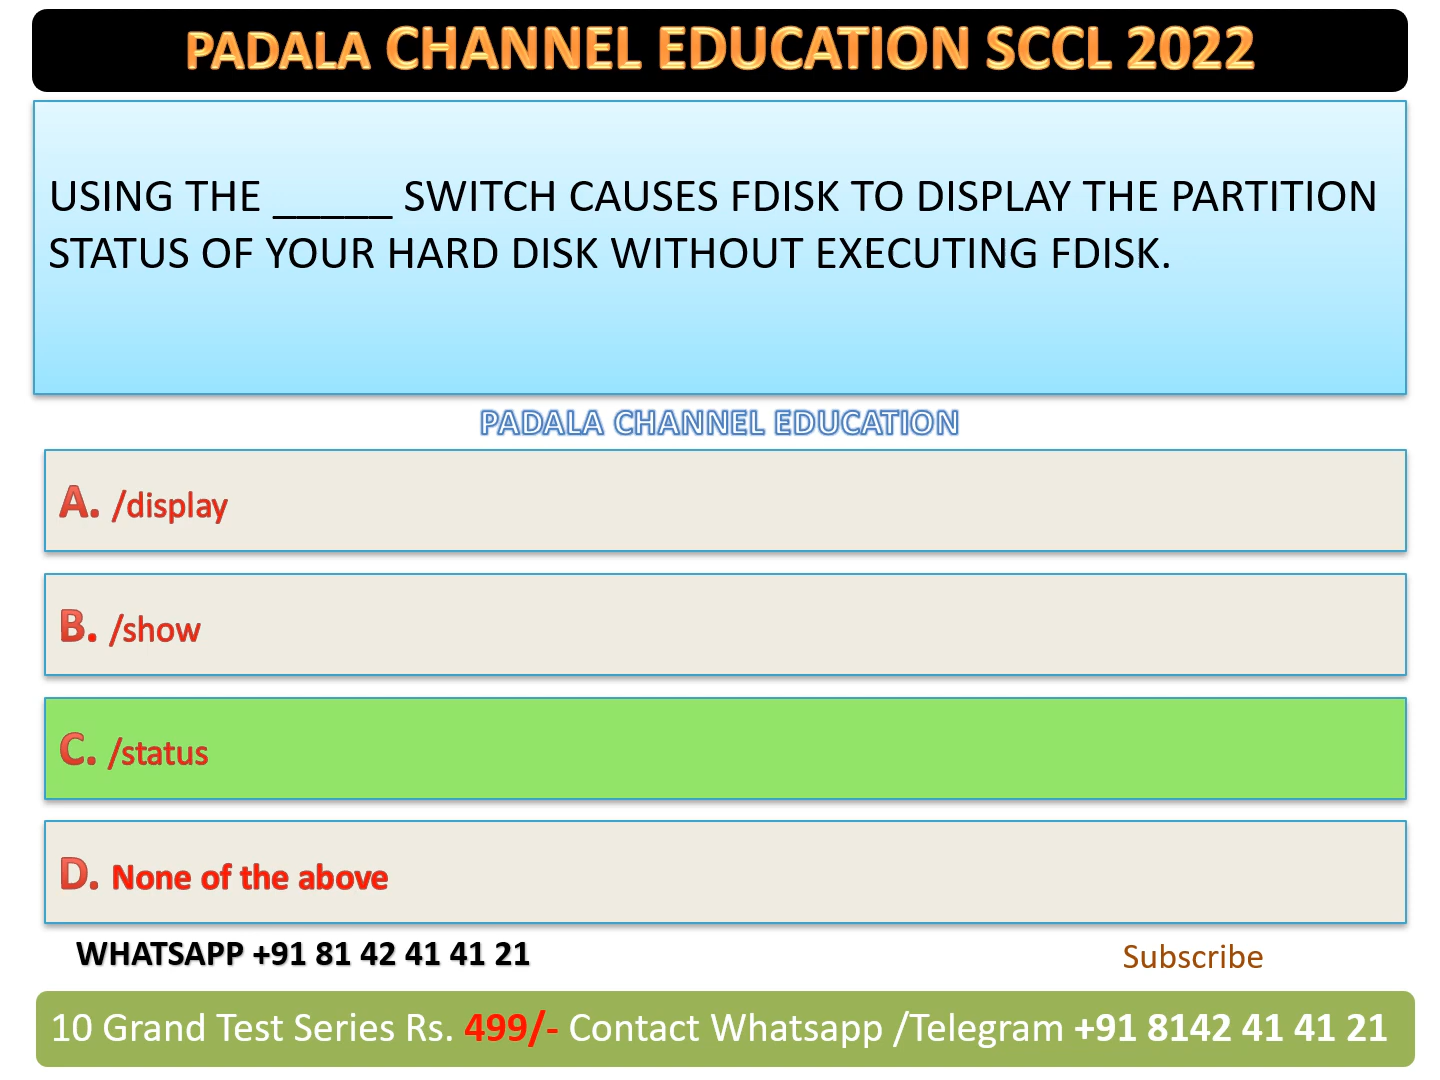 PADALA CHANNEL EDUCATION SCCL 2022
USING THE _____ SWITCH CAUSES FDISK TO DISPLAY THE PARTITION
STATUS OF YOUR HARD DISK WITHOUT EXECUTING FDISK.
PADALA CHANNEL EDUCATION
A. /display
B. /show
C. /status
D. None of the above
WHATSAPP +91 81 42 41 41 21
Subscribe
10 Grand Test Series Rs. 499/- Contact Whatsapp /Telegram +91 8142 41 41 21